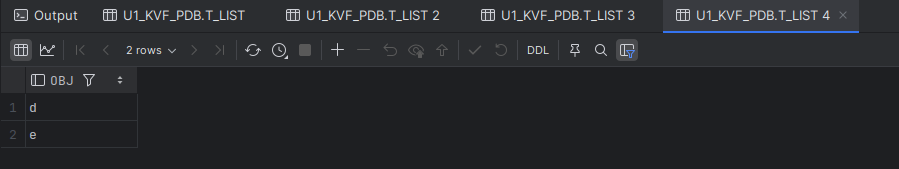 Output U1_KVF_PDB.T_LIST U1_KVF_PDB.T_LIST 2 U1_KVF_PDB.T_LIST 3 U1_KVF_PDB.T_LIST 4
2 rows DDL
OBJ
1 d
2 e